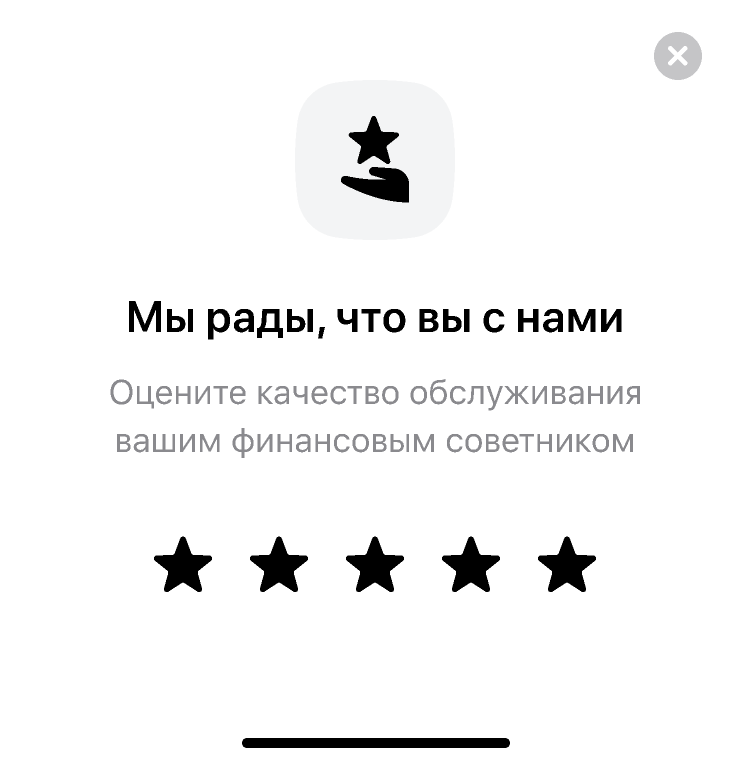 Мы рады, что вы с нами
Оцените качество обслуживания
вашим финансовым советником